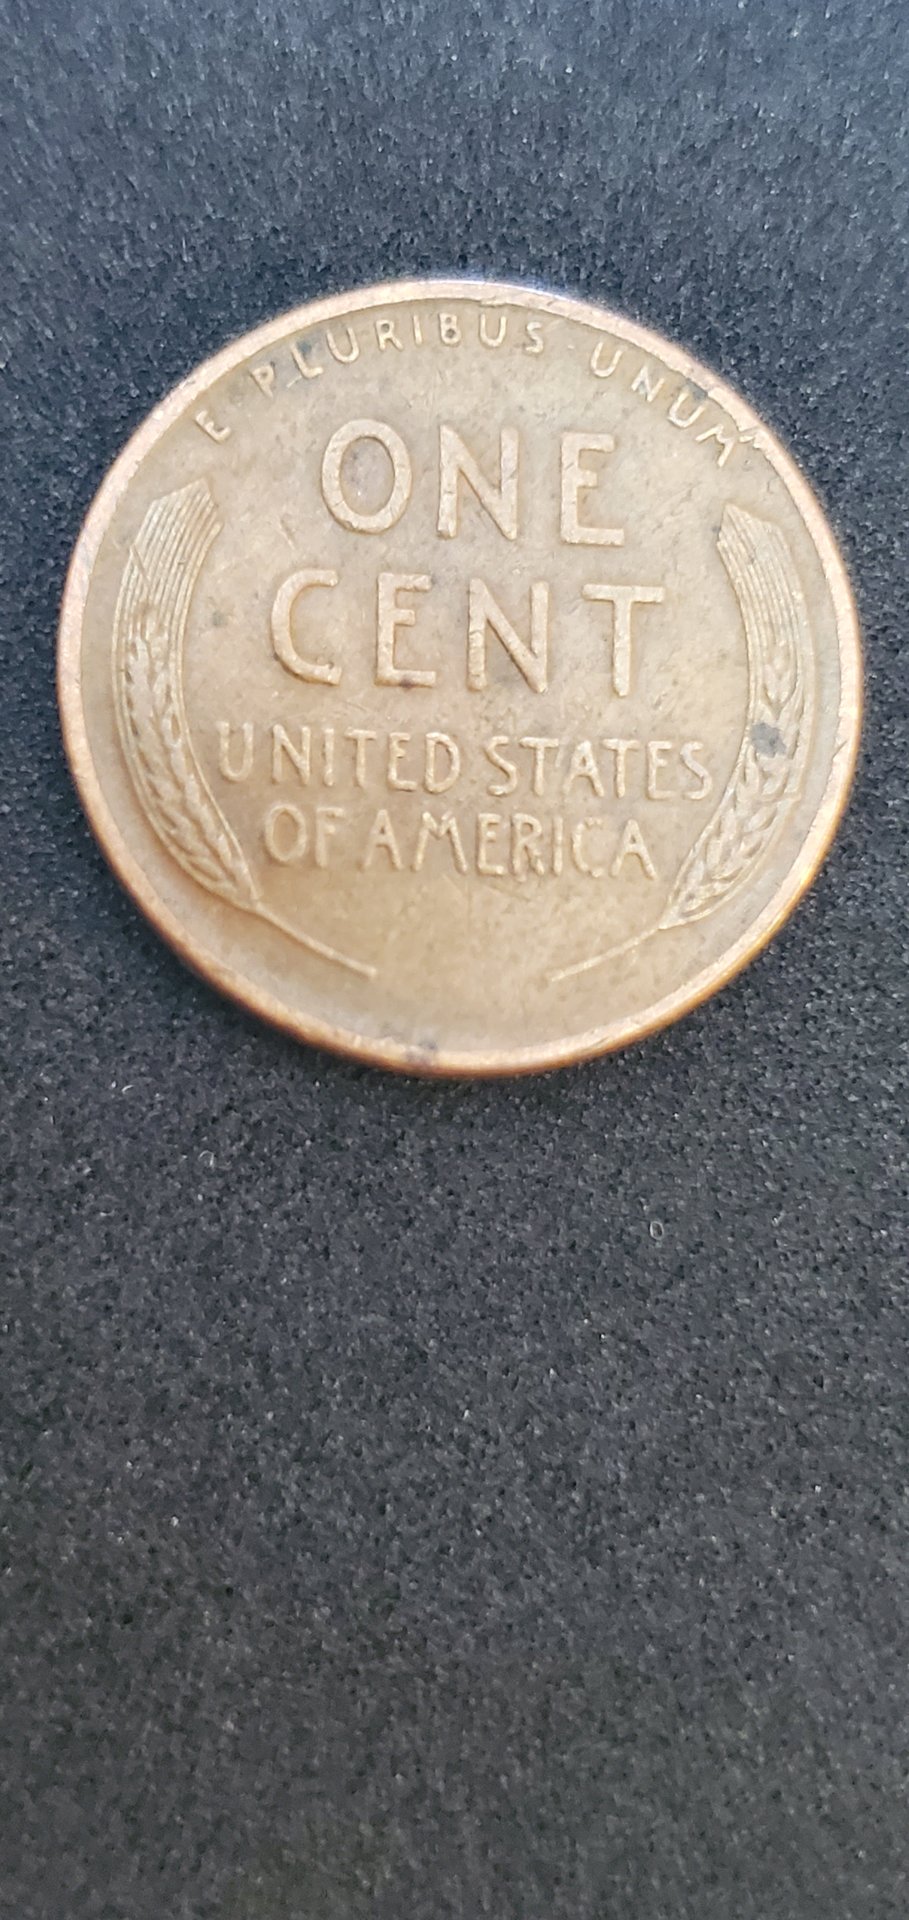 E PLURIBUS UNUM
ONE
CENT
UNITED STATES
OF AMERICA